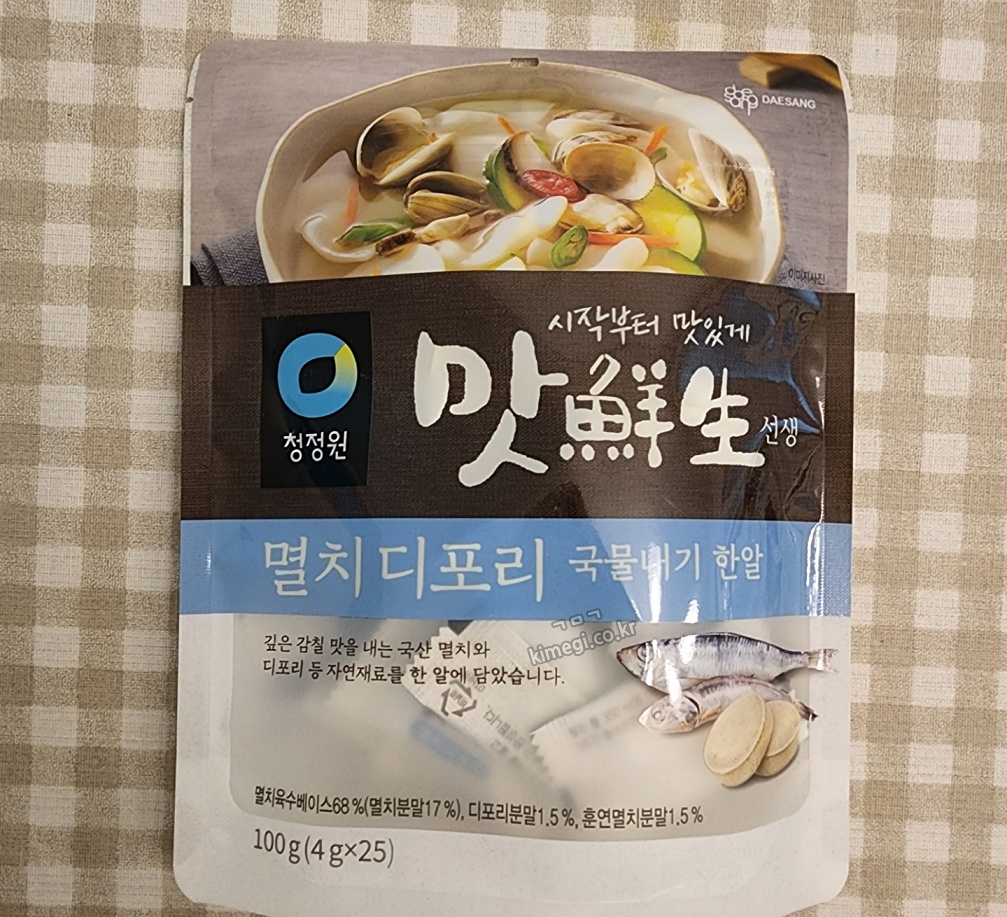 DAESANG
이미지사진
시작부터 맛있게
청정원
맛鮮生 선생
멸치디포리 국물내기 한알
ㄱㅁㄱ
kimegi.co.kr
깊은 감칠 맛을 내는 국산 멸치와
디포리 등 자연재료를 한 알에 담았습니다.
멸치육수베이스68%(멸치분말17%), 디포리분말1.5%, 훈연멸치분말1.5%
100g(4g×25)